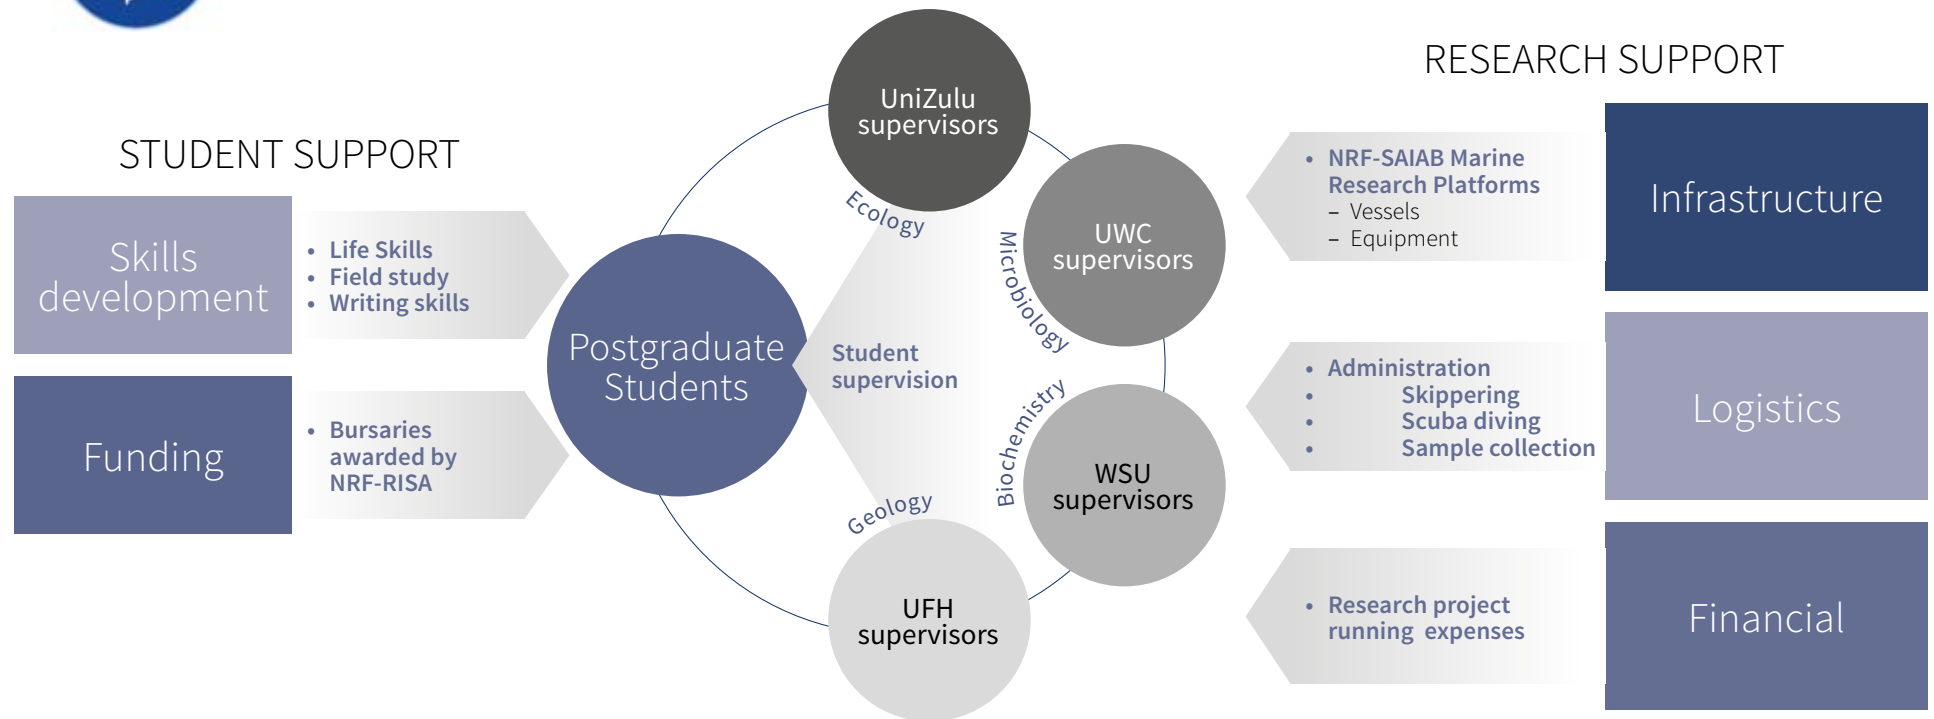 STUDENT SUPPORT
Skills
development
• Life Skills
• Field study
• Writing skills
Funding
• Bursaries
awarded by
NRF-RISA
Postgraduate
Students
Student
supervision
UniZulu
supervisors
Ecology
UWC
supervisors
Microbiology
WSU
supervisors
Biochemistry
UFH
supervisors
Geology
RESEARCH SUPPORT
• NRF-SAIAB Marine
Research Platforms
– Vessels
– Equipment
Infrastructure
• Administration
• Skippering
• Scuba diving
• Sample collection
Logistics
• Research project
running expenses
Financial